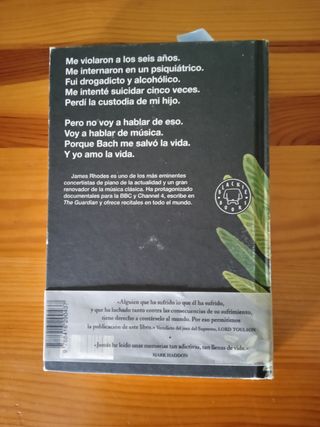 Me violaron a los seis años.
Me internaron en un psiquiátrico.
Fui drogadicto y alcohólico.
Me intenté suicidar cinco veces.
Perdí la custodia de mi hijo.
Pero no voy a hablar de eso.
Voy a hablar de música.
Porque Bach me salvó la vida.
Y yo amo la vida.
James Rhodes es uno de los más eminentes
concertistas de piano de la actualidad y un gran
renovador de la música clásica. Ha protagonizado
documentales para la BBC y Channel 4, escribe en
The Guardian y ofrece recitales en todo el mundo.
BLACKIE
BOOKS
«Alguien que ha sufrido lo que él ha sufrido,
y que ha luchado tanto contra las consecuencias de su sufrimiento,
tiene derecho a contárselo al mundo. Por eso permitimos
la publicación de este libro.» Veredicto del juez del Supremo, LORD TOULSON
«Jamás he leído unas memorias tan adictivas, tan llenas de vida.»
MARK HADDON